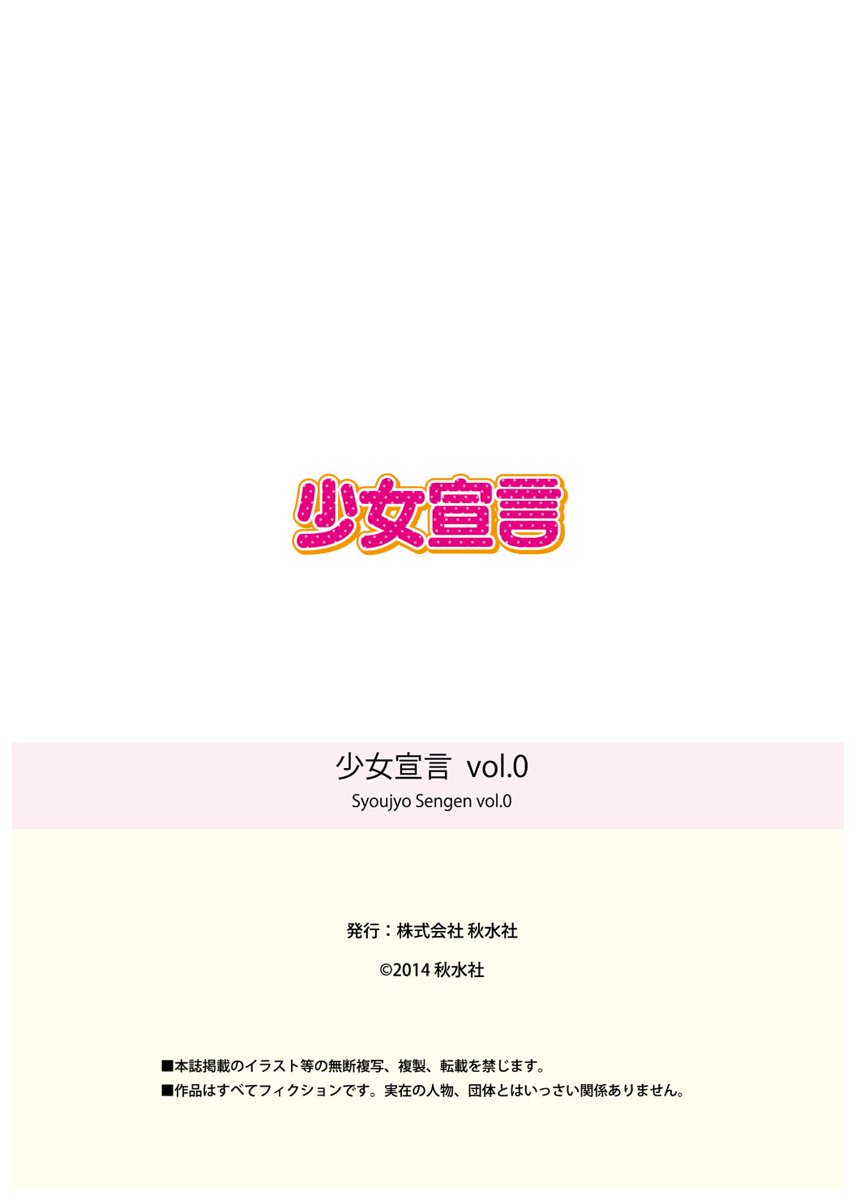 少女宣言
少女宣言 vol.0
Syoujyo Sengen vol.0
発行：株式会社 秋水社
©2014 秋水社
■本誌掲載のイラスト等の無断複写、複製、転載を禁じます。
■作品はすべてフィクションです。実在の人物、団体とはいっさい関係ありません。